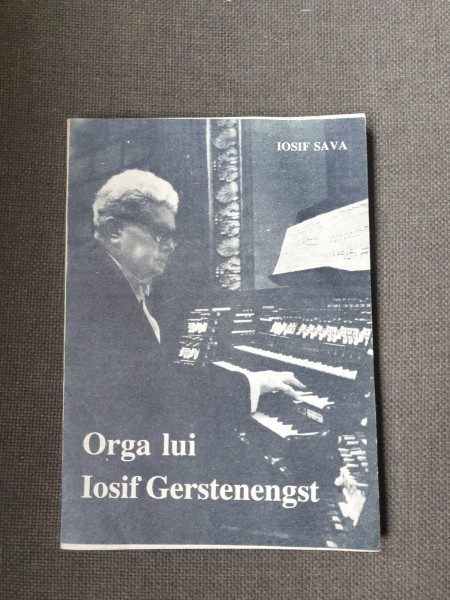 IOSIF SAVA
Orga lui
Iosif Gerstenengst